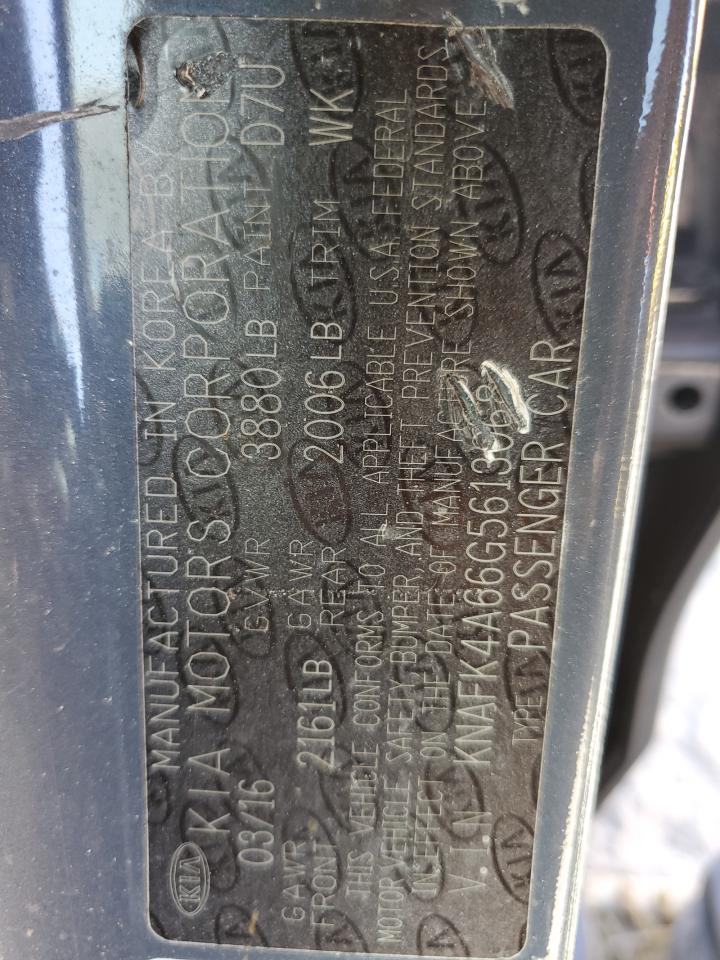 MANUFACTURED IN KOREA BY
KIA KIA MOTORS CORPORATION
03/16 GVWR 3880LB PAINT D7U
GAWR GAWR
FRONT 2161LB REAR 2006LB TRIM WK
THIS VEHICLE CONFORMS TO ALL APPLICABLE U.S.A. FEDERAL
MOTOR VEHICLE SAFETY, BUMPER, AND THEFT PREVENTION STANDARDS
IN EFFECT ON THE DATE OF MANUFACTURE SHOWN ABOVE
V.I.N KNAFK4A66G5613068
TYPE PASSENGER CAR